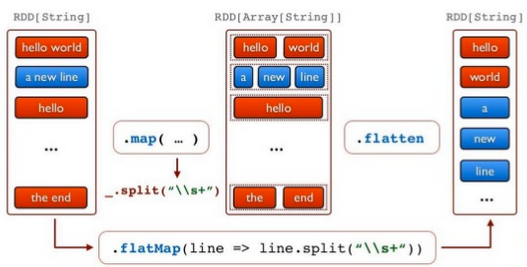 RDD[String]
RDD[Array[String]]
RDD[String]
hello world
a new line
hello
...
the end
.map( … )
_.split("\\s+")
hello world
a new line
hello
...
the end
.flatten
hello
world
a
new
line
...
.flatMap(line => line.split("\\s+"))